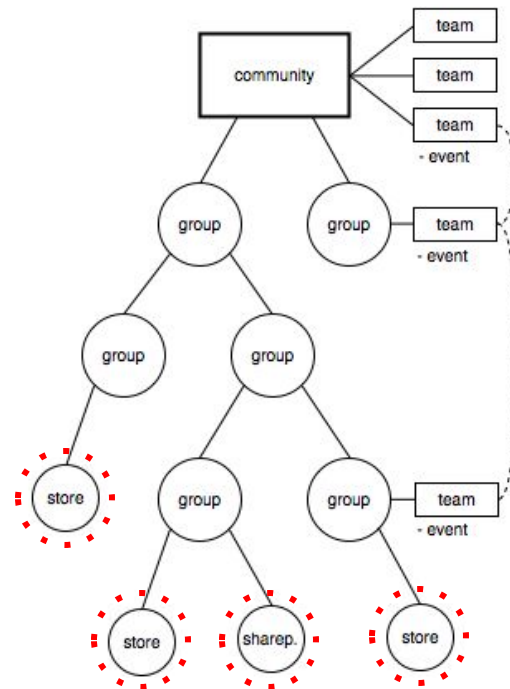 team
community
team
team
- event
group
group
team
- event
group
group
store
group
group
team
- event
store
sharep.
store